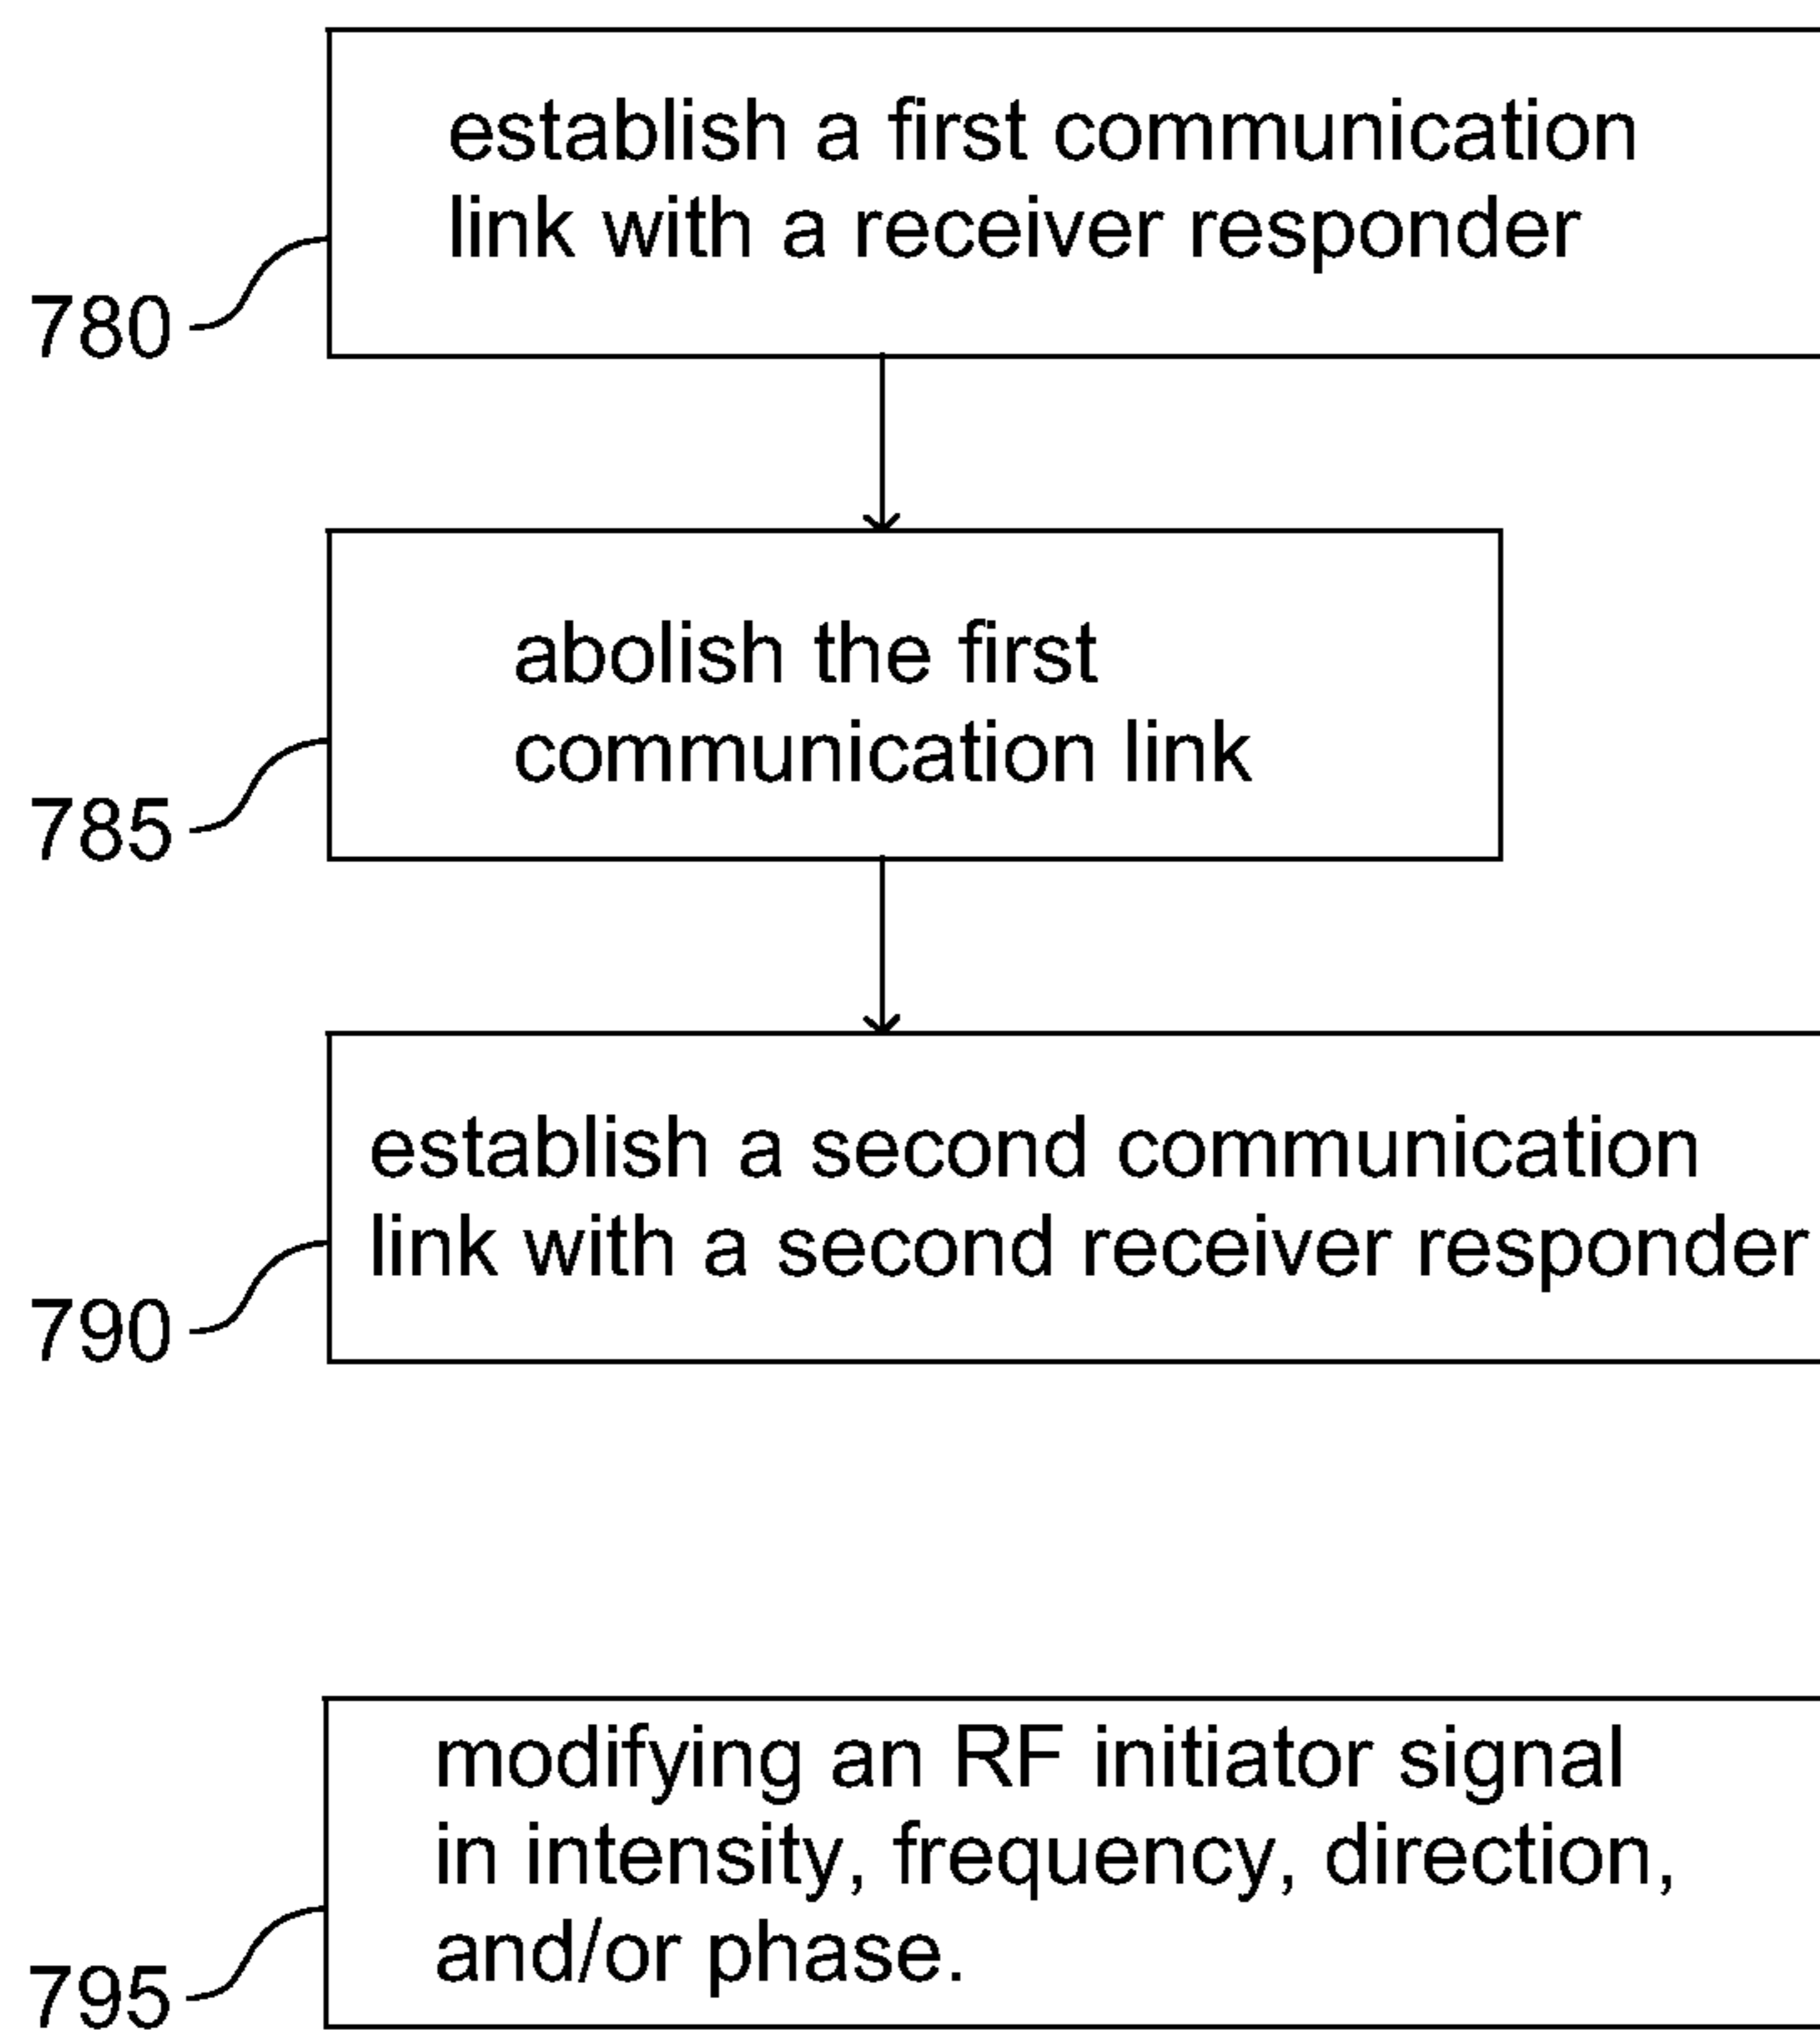 establish a first communication
link with a receiver responder
780
abolish the first
communication link
785
establish a second communication
link with a second receiver responder
790
modifying an RF initiator signal
in intensity, frequency, direction,
and/or phase.
795